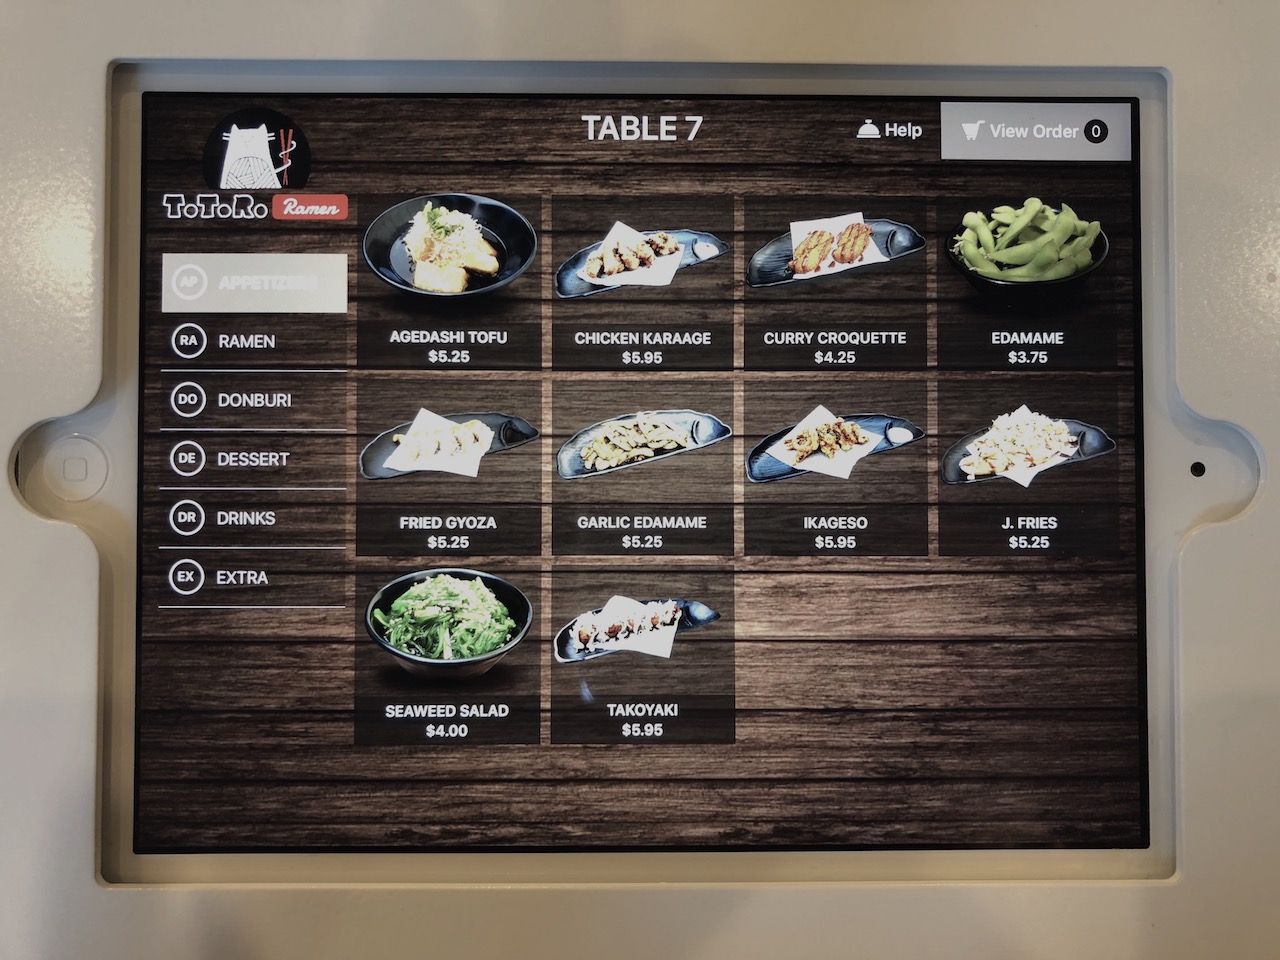 TABLE 7
Help
View Order 0
ToToRo Ramen
AP APPETIZERS
RA RAMEN
DO DONBURI
DE DESSERT
DR DRINKS
EX EXTRA
AGEDASHI TOFU
$5.25
CHICKEN KARAAGE
$5.95
CURRY CROQUETTE
$4.25
EDAMAME
$3.75
FRIED GYOZA
$5.25
GARLIC EDAMAME
$5.25
IKAGESO
$5.95
J. FRIES
$5.25
SEAWEED SALAD
$4.00
TAKOYAKI
$5.95